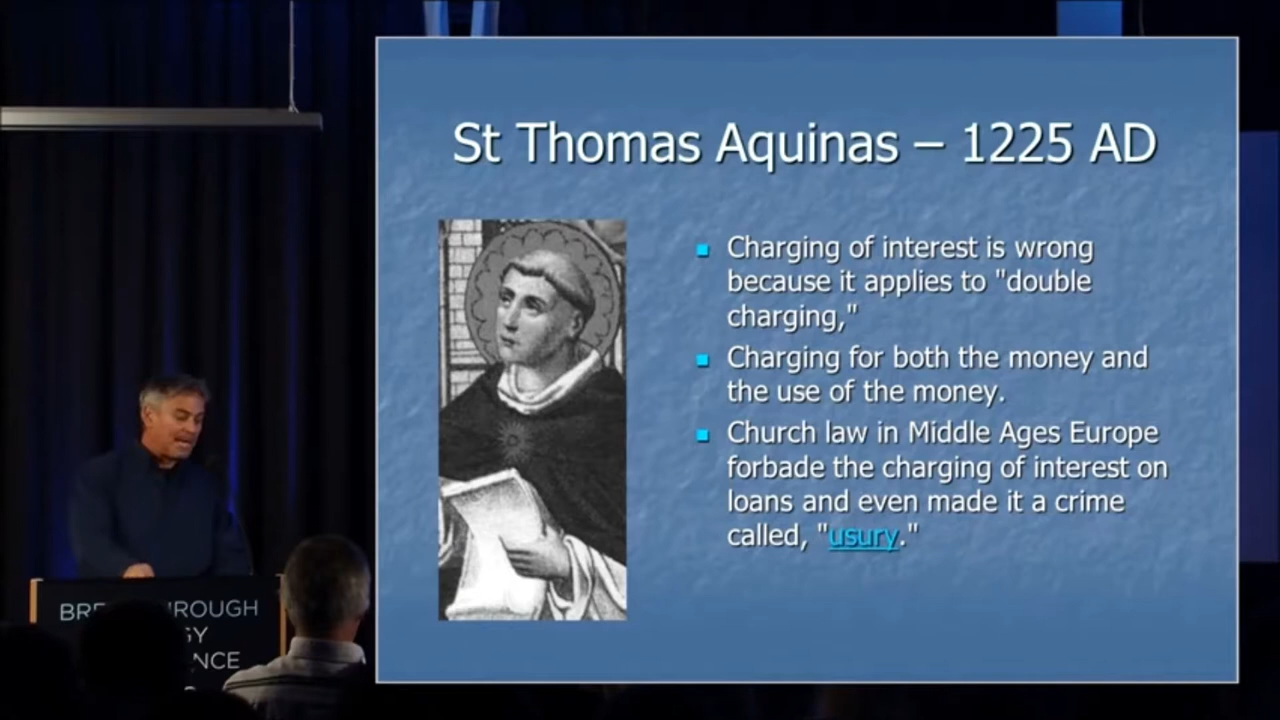 St Thomas Aquinas – 1225 AD
Charging of interest is wrong
because it applies to "double
charging,"
Charging for both the money and
the use of the money.
Church law in Middle Ages Europe
forbade the charging of interest on
loans and even made it a crime
called, "usury."